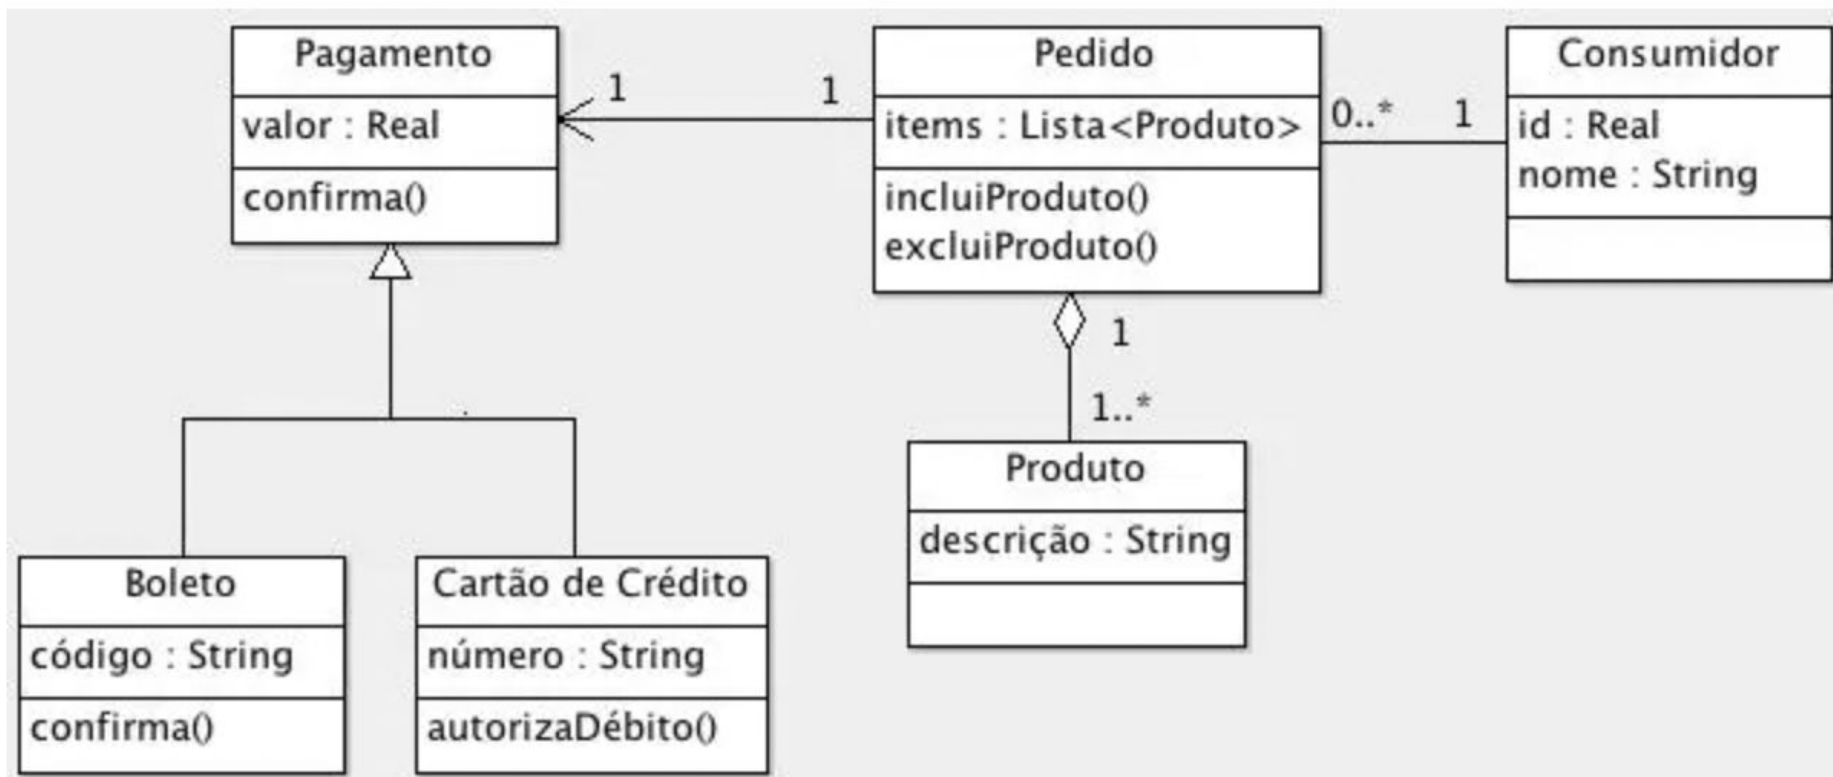 Pagamento
valor : Real
confirma()
1
1
Pedido
items : Lista<Produto>
incluiProduto()
excluiProduto()
0..*
1
Consumidor
id : Real
nome : String
1
1..*
Produto
descrição : String
Boleto
código : String
confirma()
Cartão de Crédito
número : String
autorizaDébito()